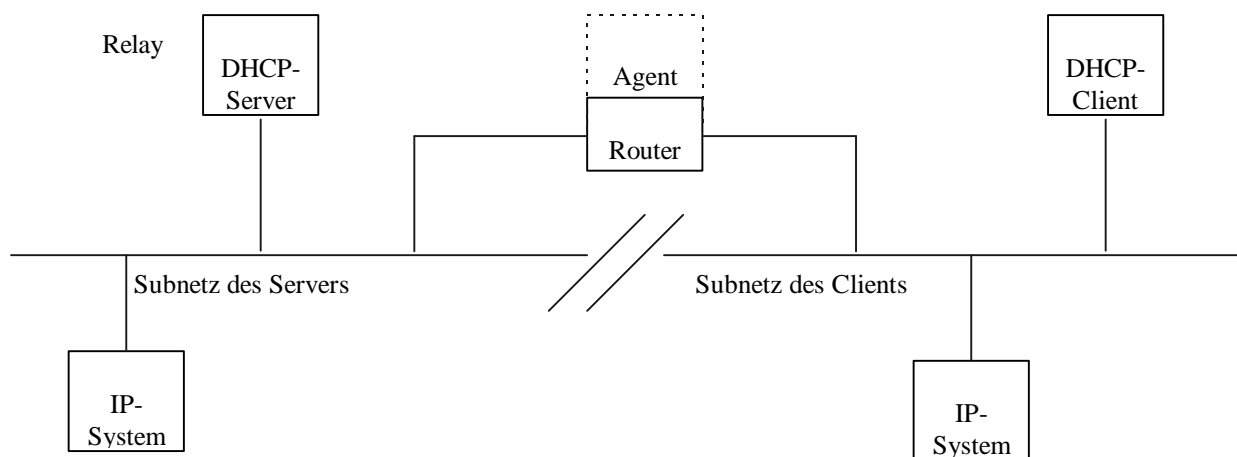 Relay
DHCP-
Server
Agent
Router
DHCP-
Client
Subnetz des Servers
Subnetz des Clients
IP-
System
IP-
System